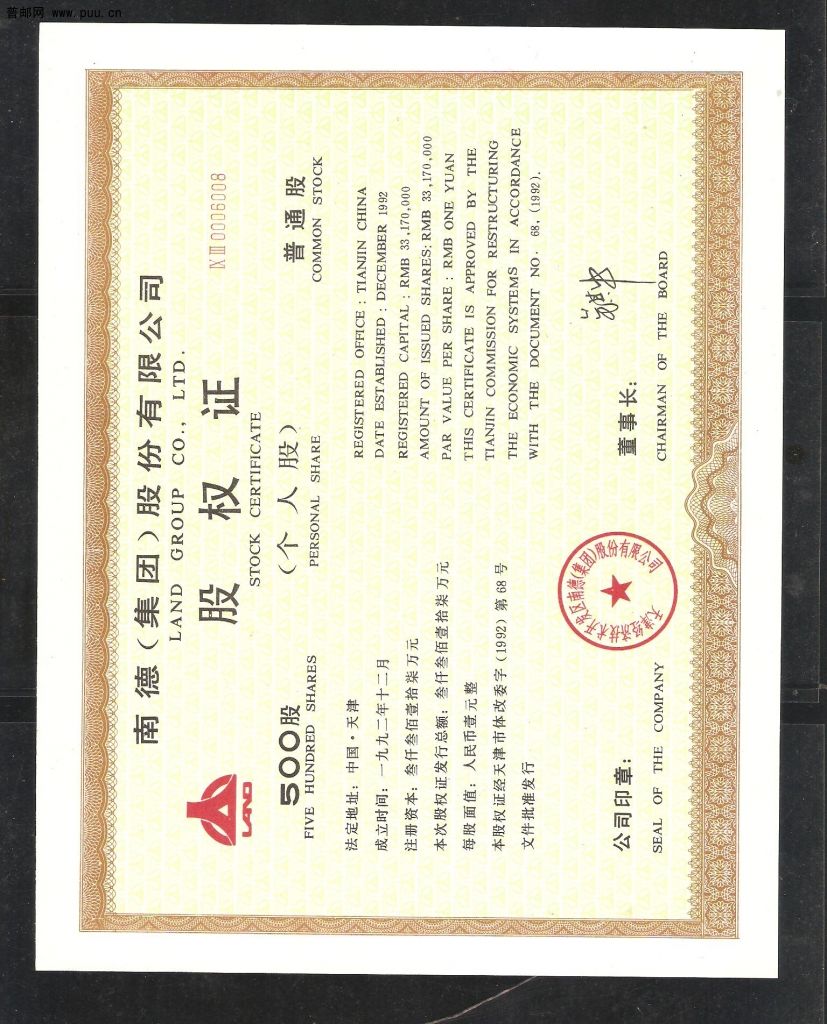 普邮网 www.puu.cn
南德(集团)股份有限公司
LAND GROUP CO., LTD.
LAND
股权证
STOCK CERTIFICATE
IXⅢ0006008
500股
FIVE HUNDRED SHARES
(个人股)
PERSONAL SHARE
普通股
COMMON STOCK
法定地址：中国·天津
成立时间：一九九二年十二月
注册资本：叁仟叁佰壹拾柒万元
本次股权证发行总额：叁仟叁佰壹拾柒万元
每股面值：人民币壹元整
本股权证经天津市体改委字(1992)第68号
文件批准发行
REGISTERED OFFICE : TIANJIN CHINA
DATE ESTABLISHED : DECEMBER 1992
REGISTERED CAPITAL : RMB 33,170,000
AMOUNT OF ISSUED SHARES: RMB 33,170,000
PAR VALUE PER SHARE : RMB ONE YUAN
THIS CERTIFICATE IS APPROVED BY THE
TIANJIN COMMISSION FOR RESTRUCTURING
THE ECONOMIC SYSTEMS IN ACCORDANCE
WITH THE DOCUMENT NO. 68, (1992).
公司印章：
SEAL OF THE COMPANY
天津经济技术开发区南德(集团)股份有限公司
董事长：
CHAIRMAN OF THE BOARD